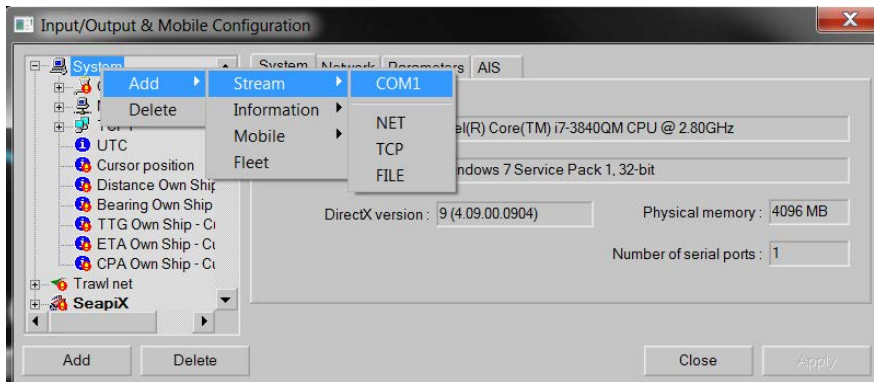 Input/Output & Mobile Configuration
System
Add
Delete
Stream
Information
Mobile
Fleet
COM1
NET
TCP
FILE
UTC
Cursor position
Distance Own Ship
Bearing Own Ship
TTG Own Ship - Cu
ETA Own Ship - Cu
CPA Own Ship - Cu
Trawl net
SeapiX
System Network Parameters AIS
el(R) Core(TM) i7-3840QM CPU @ 2.80GHz
ndows 7 Service Pack 1, 32-bit
DirectX version : 9 (4.09.00.0904)
Physical memory : 4096 MB
Number of serial ports : 1
Add Delete
Close Apply